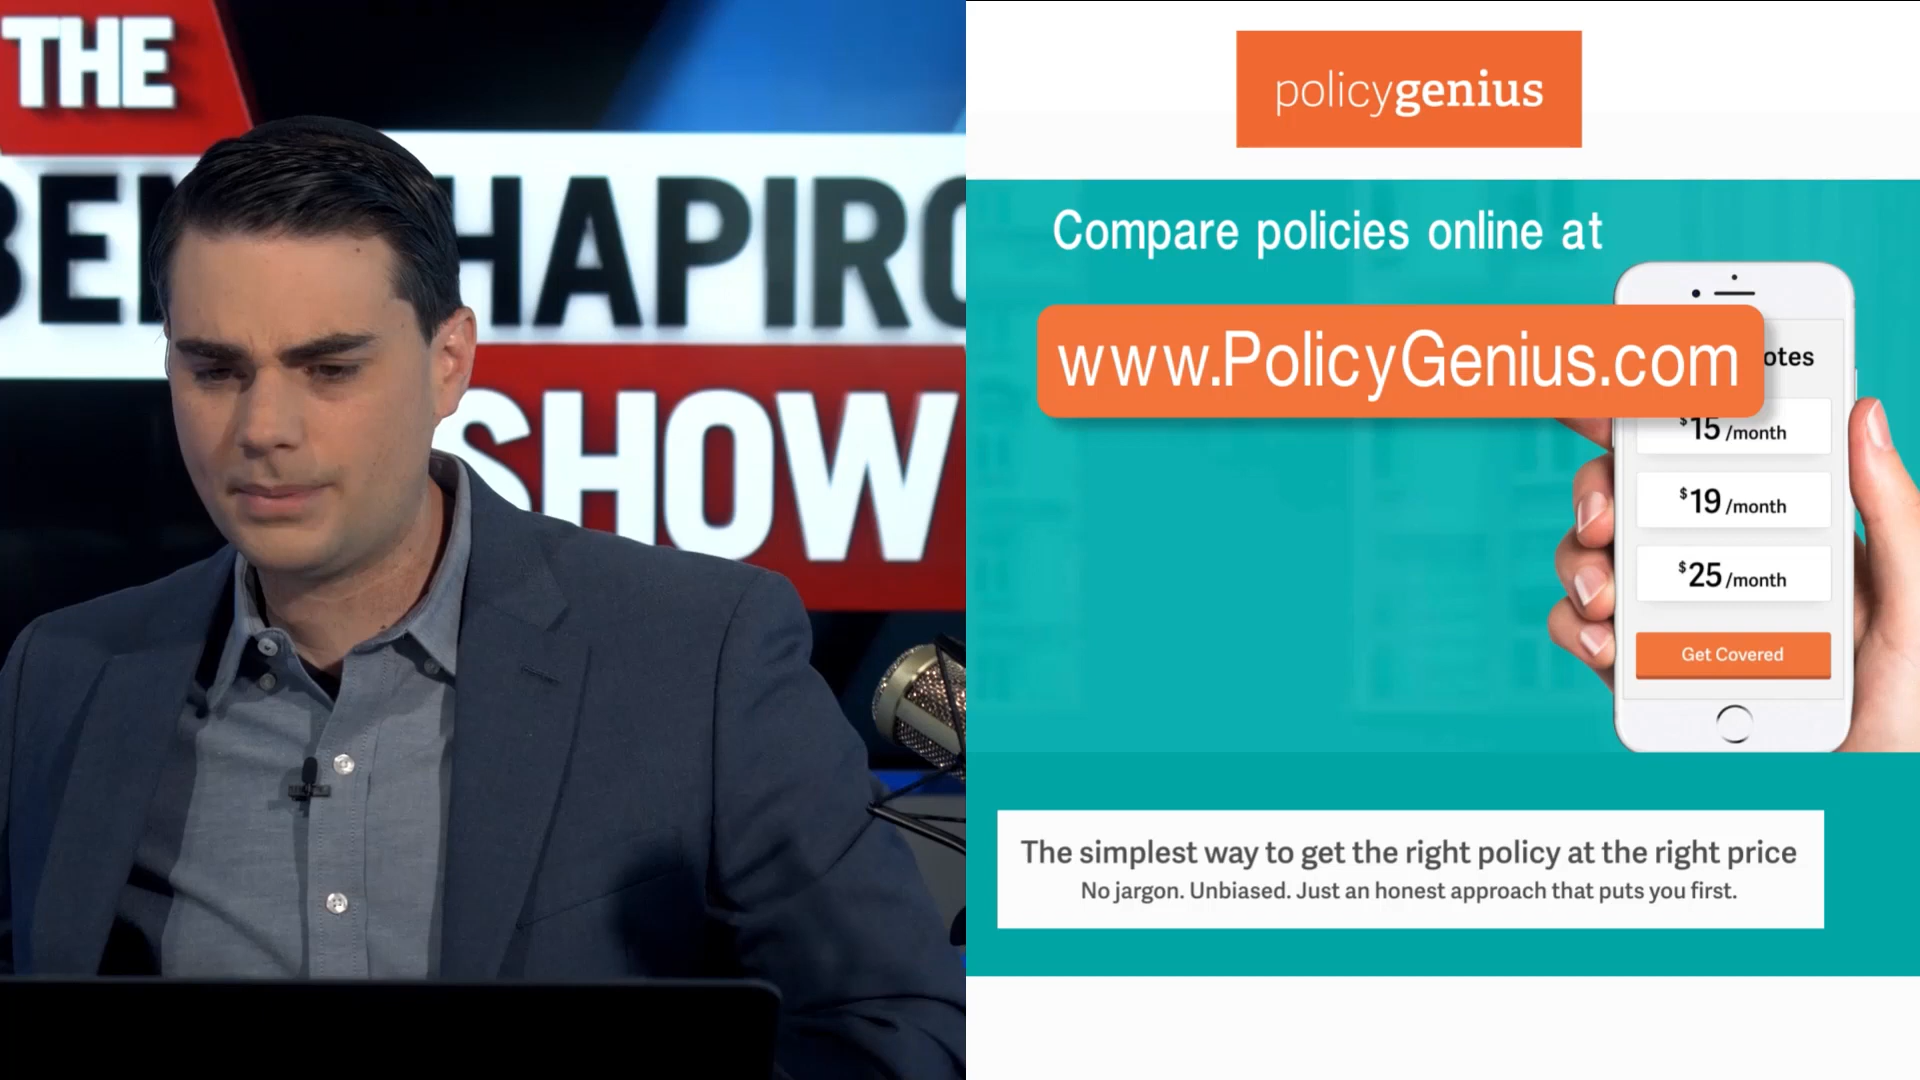 THE
BEN SHAPIRO
SHOW
policygenius
Compare policies online at
www.PolicyGenius.com
otes
$15 /month
$19 /month
$25 /month
Get Covered
The simplest way to get the right policy at the right price
No jargon. Unbiased. Just an honest approach that puts you first.